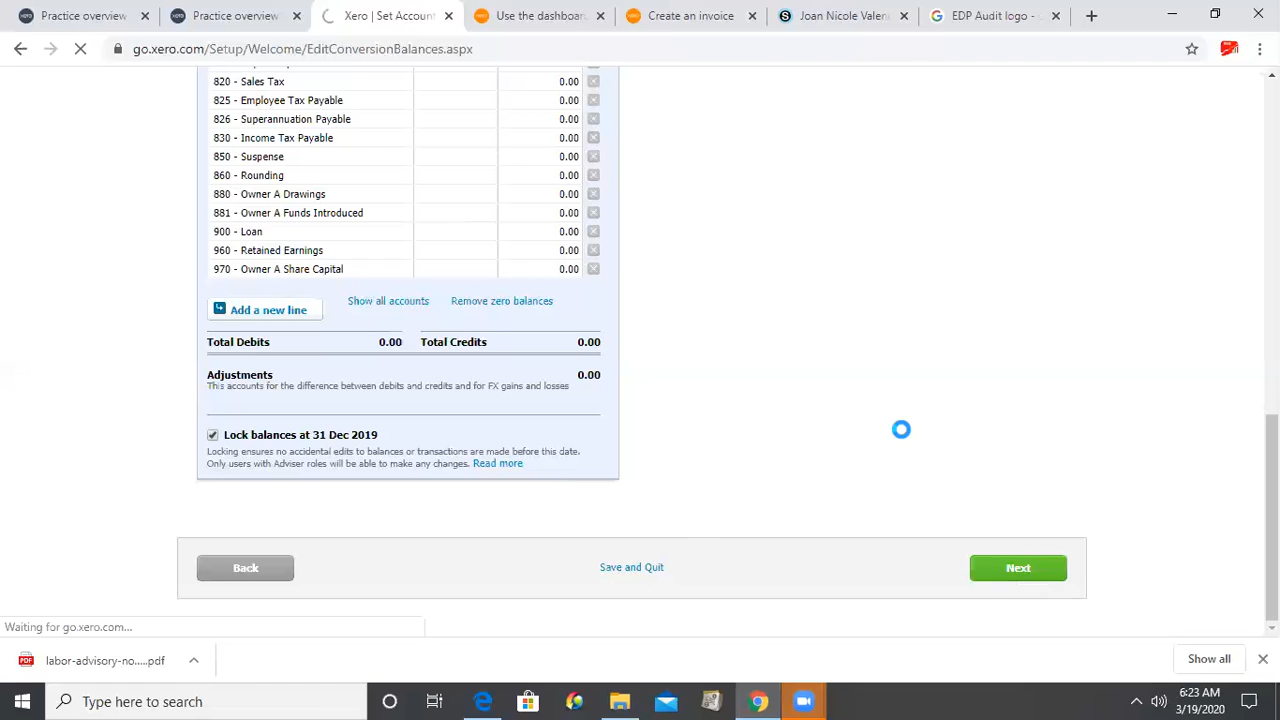 Practice overview
Practice overview
Xero | Set Accoun
Use the dashboar
Create an invoice
Joan Nicole Valen
EDP Audit logo -
go.xero.com/Setup/Welcome/EditConversionBalances.aspx
820 - Sales Tax 0.00
825 - Employee Tax Payable 0.00
826 - Superannuation Payable 0.00
830 - Income Tax Payable 0.00
850 - Suspense 0.00
860 - Rounding 0.00
880 - Owner A Drawings 0.00
881 - Owner A Funds Introduced 0.00
900 - Loan 0.00
960 - Retained Earnings 0.00
970 - Owner A Share Capital 0.00
Add a new line Show all accounts Remove zero balances
Total Debits 0.00 Total Credits 0.00
Adjustments 0.00
This accounts for the difference between debits and credits and for FX gains and losses
Lock balances at 31 Dec 2019
Locking ensures no accidental edits to balances or transactions are made before this date.
Only users with Adviser roles will be able to make any changes. Read more
Back Save and Quit Next
Waiting for go.xero.com...
labor-advisory-no.....pdf Show all
Type here to search
6:23 AM
3/19/2020